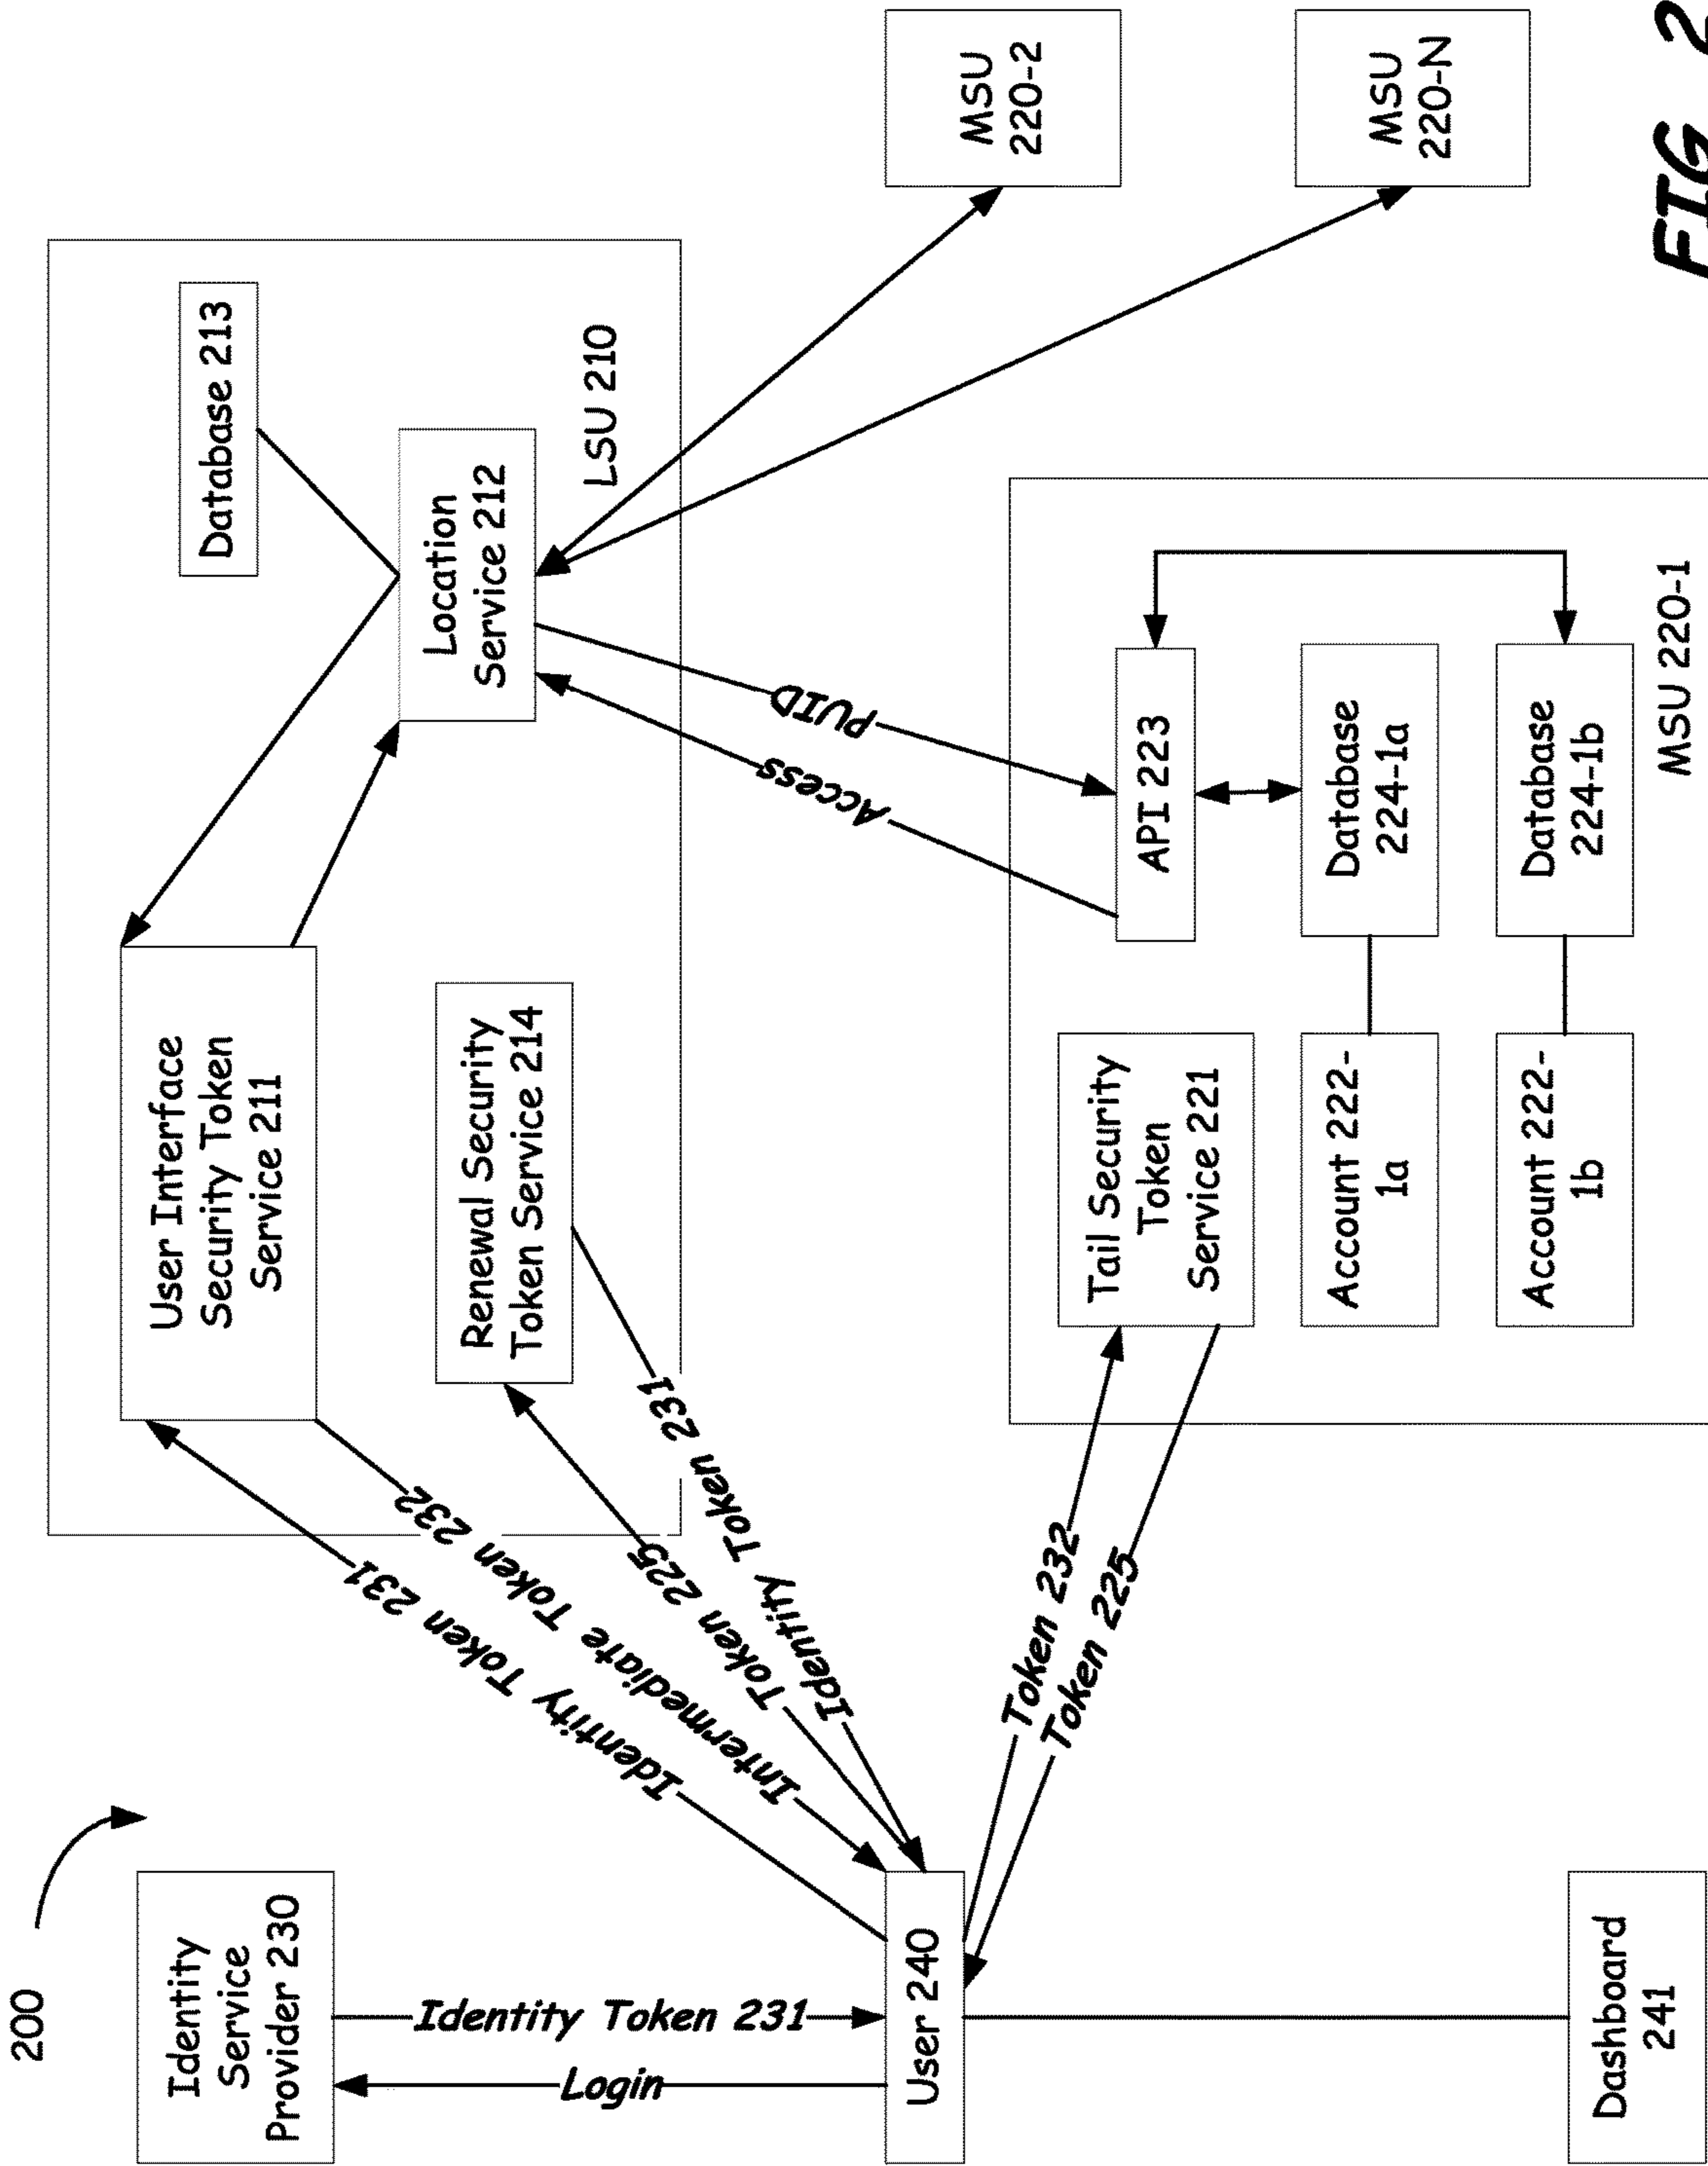 200
Identity
Service
Provider 230
Identity Token 231
Login
User 240
Dashboard
241
Identity Token 231
Intermediate Token 232
Token 225
Identity Token 231
Token 232
Token 225
User Interface
Security Token
Service 211
Renewal Security
Token Service 214
Database 213
Location
Service 212
LSU 210
PUID
Access
Tail Security
Token
Service 221
API 223
Account 222-
1a
Database
224-1a
Account 222-
1b
Database
224-1b
MSU 220-1
MSU
220-2
MSU
220-N
FIG 2